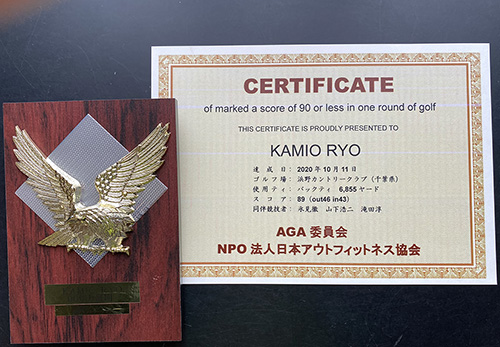 CERTIFICATE
of marked a score of 90 or less in one round of golf
THIS CERTIFICATE IS PROUDLY PRESENTED TO
KAMIO RYO
達成日：2020年10月11日
ゴルフ場：浜野カントリークラブ（千葉県）
使用ティ：バックティ 6,855ヤード
スコア：89（out46 in43）
同伴競技者：氷見徹 山下浩二 滝田淳
AGA 委員会
NPO 法人日本アウトフィットネス協会